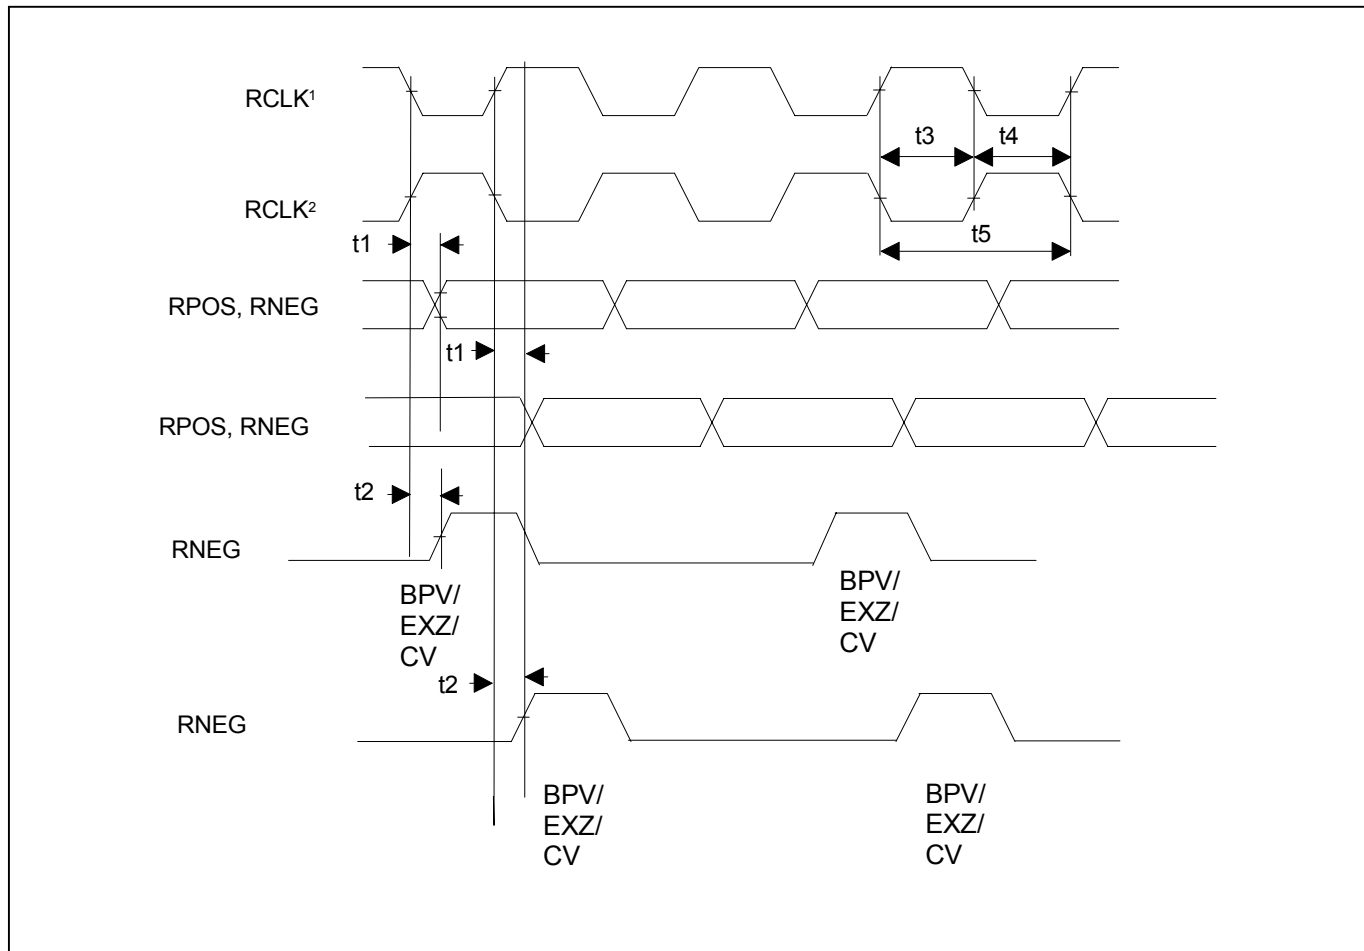 RCLK¹
t3
t4
RCLK²
t1
t5
RPOS, RNEG
t1
RPOS, RNEG
t2
RNEG
BPV/
EXZ/
CV
BPV/
EXZ/
CV
t2
RNEG
BPV/
EXZ/
CV
BPV/
EXZ/
CV